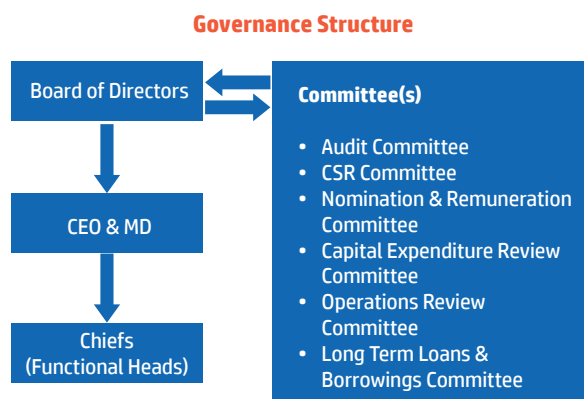 Governance Structure
Board of Directors
CEO & MD
Chiefs
(Functional Heads)
Committee(s)
• Audit Committee
• CSR Committee
• Nomination & Remuneration
Committee
• Capital Expenditure Review
Committee
• Operations Review
Committee
• Long Term Loans &
Borrowings Committee